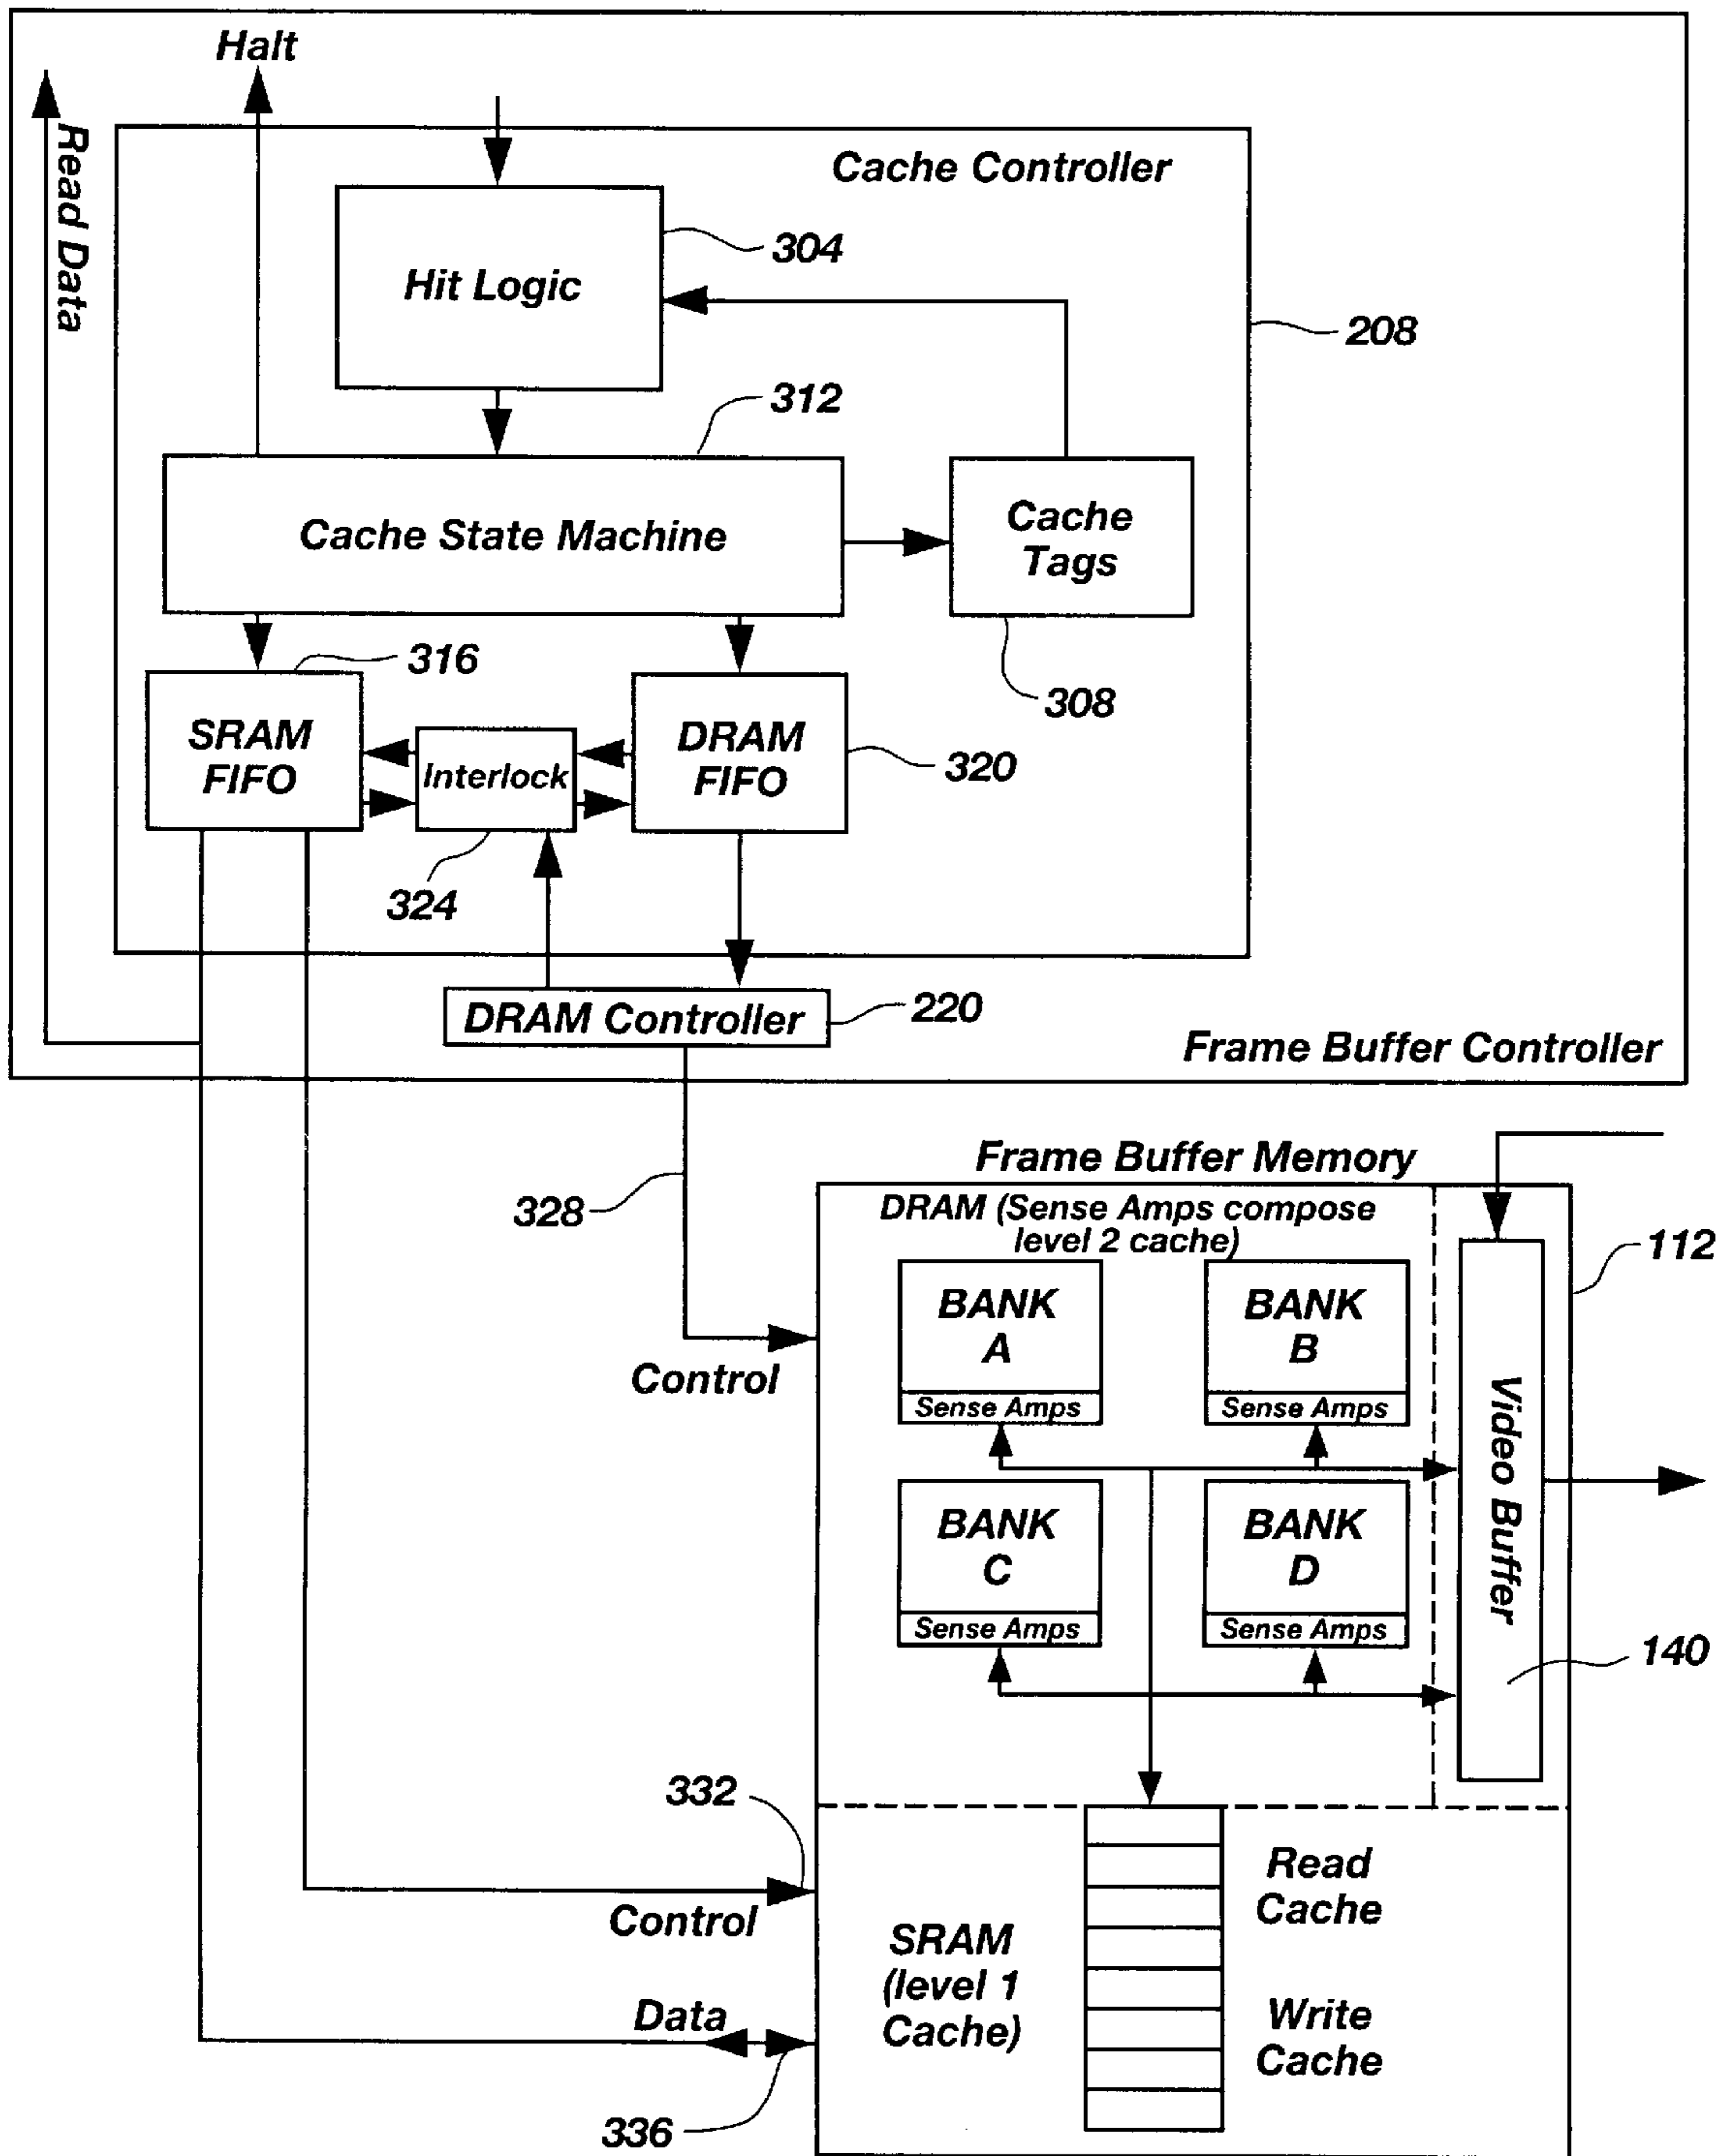 Halt
Read Data
Cache Controller
304
Hit Logic
208
312
Cache State Machine
Cache
Tags
316
308
SRAM
FIFO
Interlock
DRAM
FIFO
320
324
DRAM Controller
220
Frame Buffer Controller
Frame Buffer Memory
328
DRAM (Sense Amps compose
level 2 cache)
112
BANK
A
Sense Amps
BANK
B
Sense Amps
Control
Video Buffer
BANK
C
Sense Amps
BANK
D
Sense Amps
140
332
Control
Read
Cache
SRAM
(level 1
Cache)
Write
Cache
Data
336